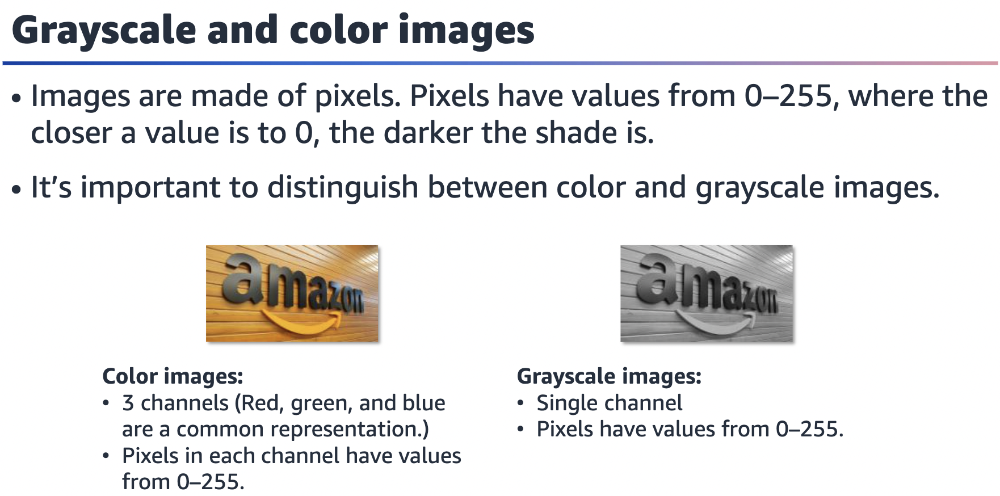 Grayscale and color images
• Images are made of pixels. Pixels have values from 0–255, where the
closer a value is to 0, the darker the shade is.
• It’s important to distinguish between color and grayscale images.
amazon
amazon
Color images:
• 3 channels (Red, green, and blue
are a common representation.)
• Pixels in each channel have values
from 0–255.
Grayscale images:
• Single channel
• Pixels have values from 0–255.